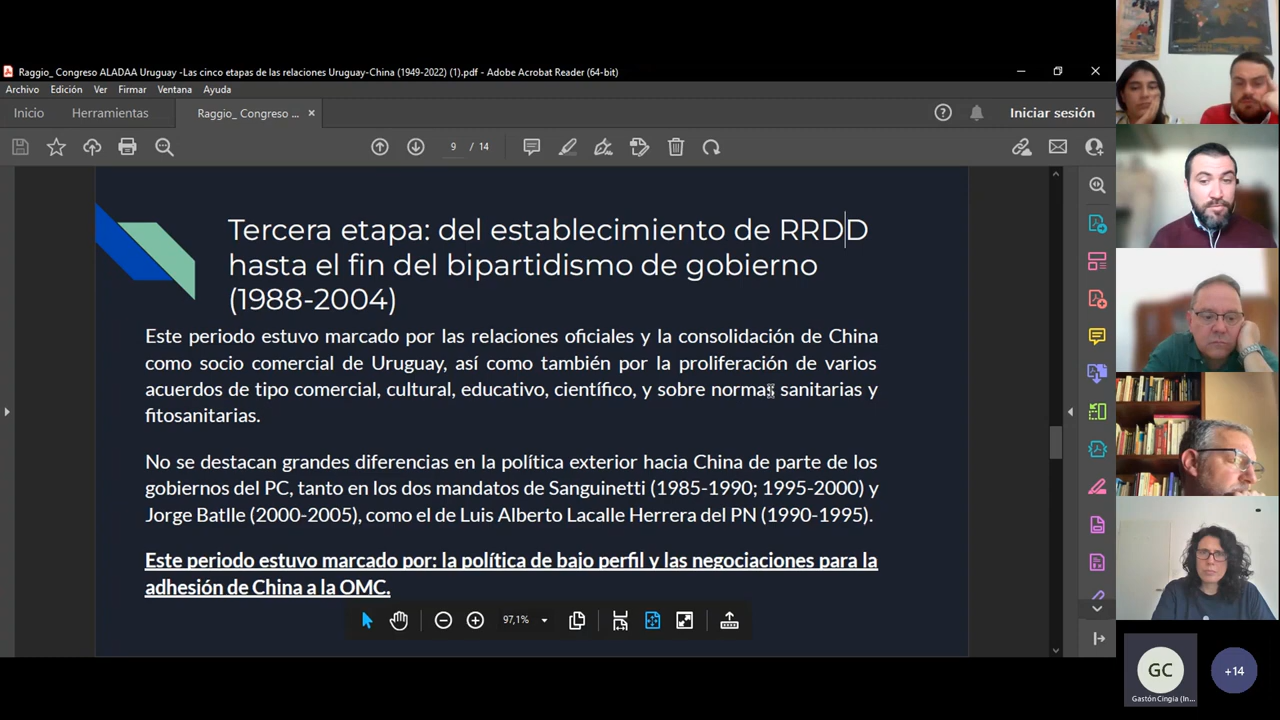 Raggio_ Congreso ALADAA Uruguay -Las cinco etapas de las relaciones Uruguay-China (1949-2022) (1).pdf - Adobe Acrobat Reader (64-bit)
Archivo Edición Ver Firmar Ventana Ayuda
Inicio Herramientas Raggio_ Congreso ... Iniciar sesión
9 / 14
Tercera etapa: del establecimiento de RRDD
hasta el fin del bipartidismo de gobierno
(1988-2004)
Este periodo estuvo marcado por las relaciones oficiales y la consolidación de China
como socio comercial de Uruguay, así como también por la proliferación de varios
acuerdos de tipo comercial, cultural, educativo, científico, y sobre normas sanitarias y
fitosanitarias.
No se destacan grandes diferencias en la política exterior hacia China de parte de los
gobiernos del PC, tanto en los dos mandatos de Sanguinetti (1985-1990; 1995-2000) y
Jorge Batlle (2000-2005), como el de Luis Alberto Lacalle Herrera del PN (1990-1995).
Este periodo estuvo marcado por: la política de bajo perfil y las negociaciones para la
adhesión de China a la OMC.
97,1%
GC
Gastón Cingia (In...
+14